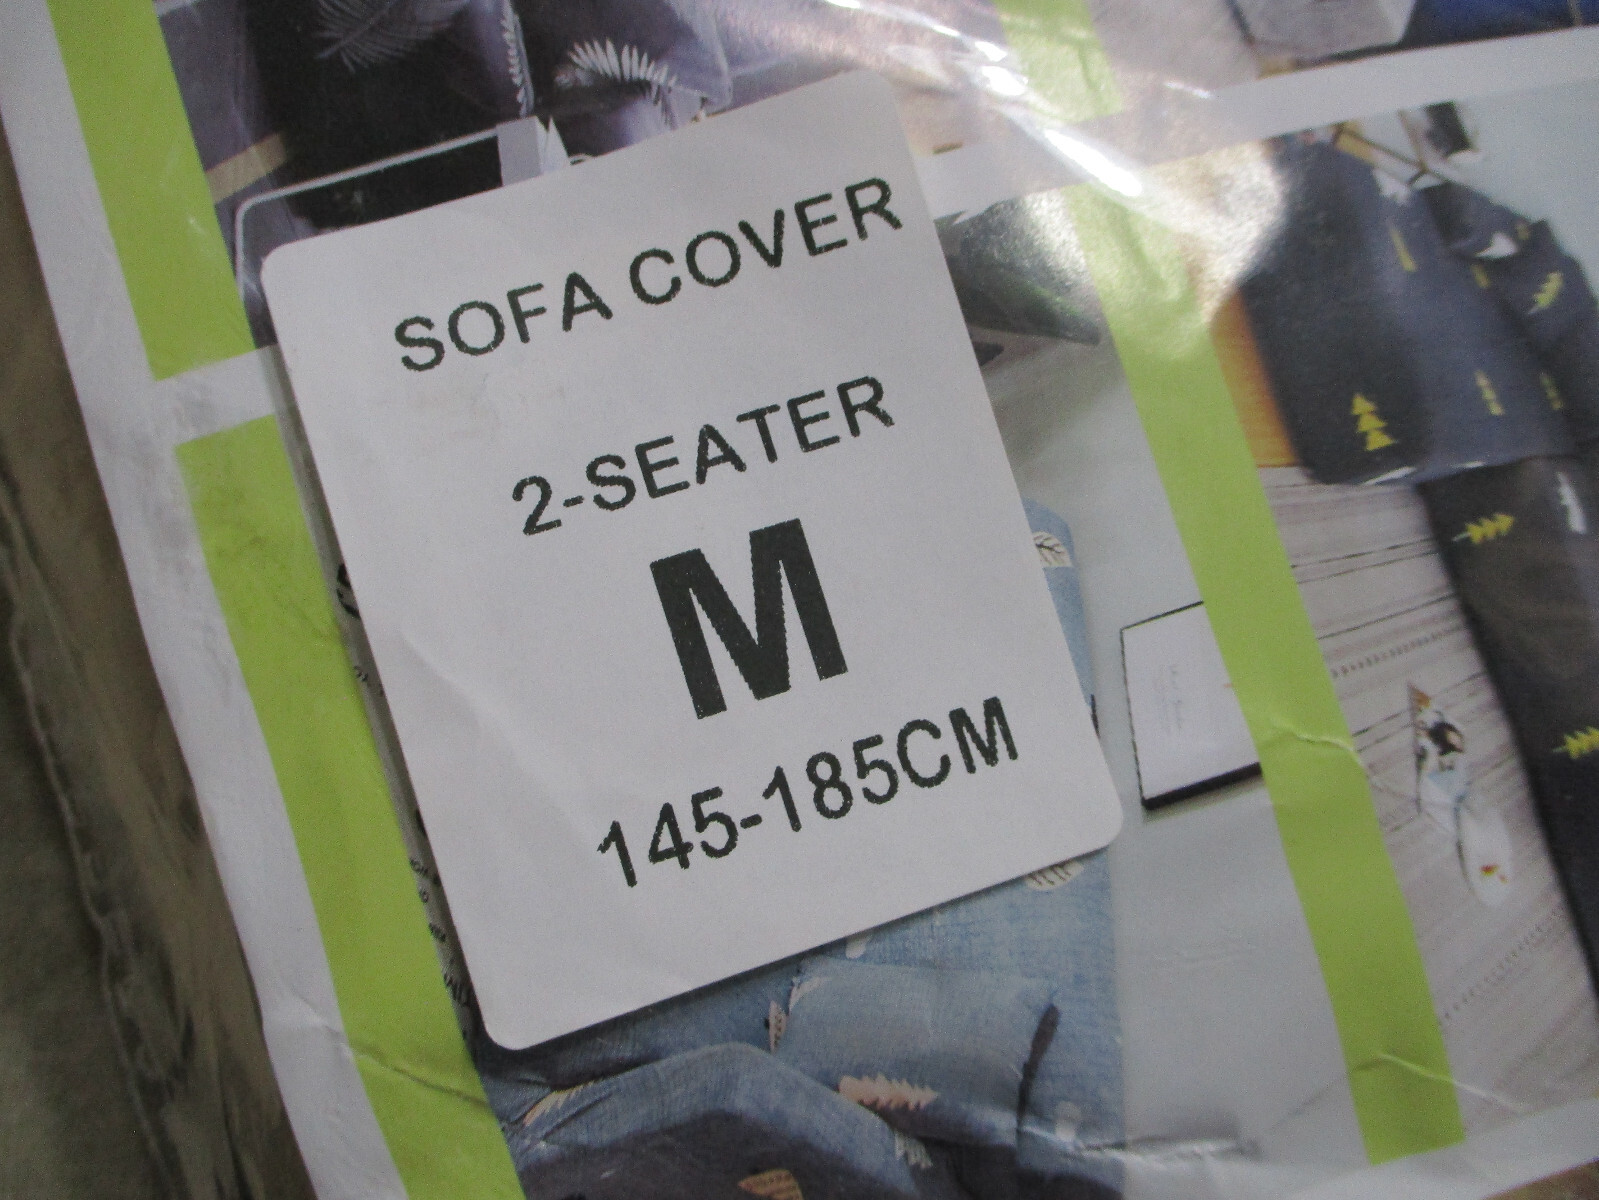 SOFA COVER
2-SEATER
M
145-185CM